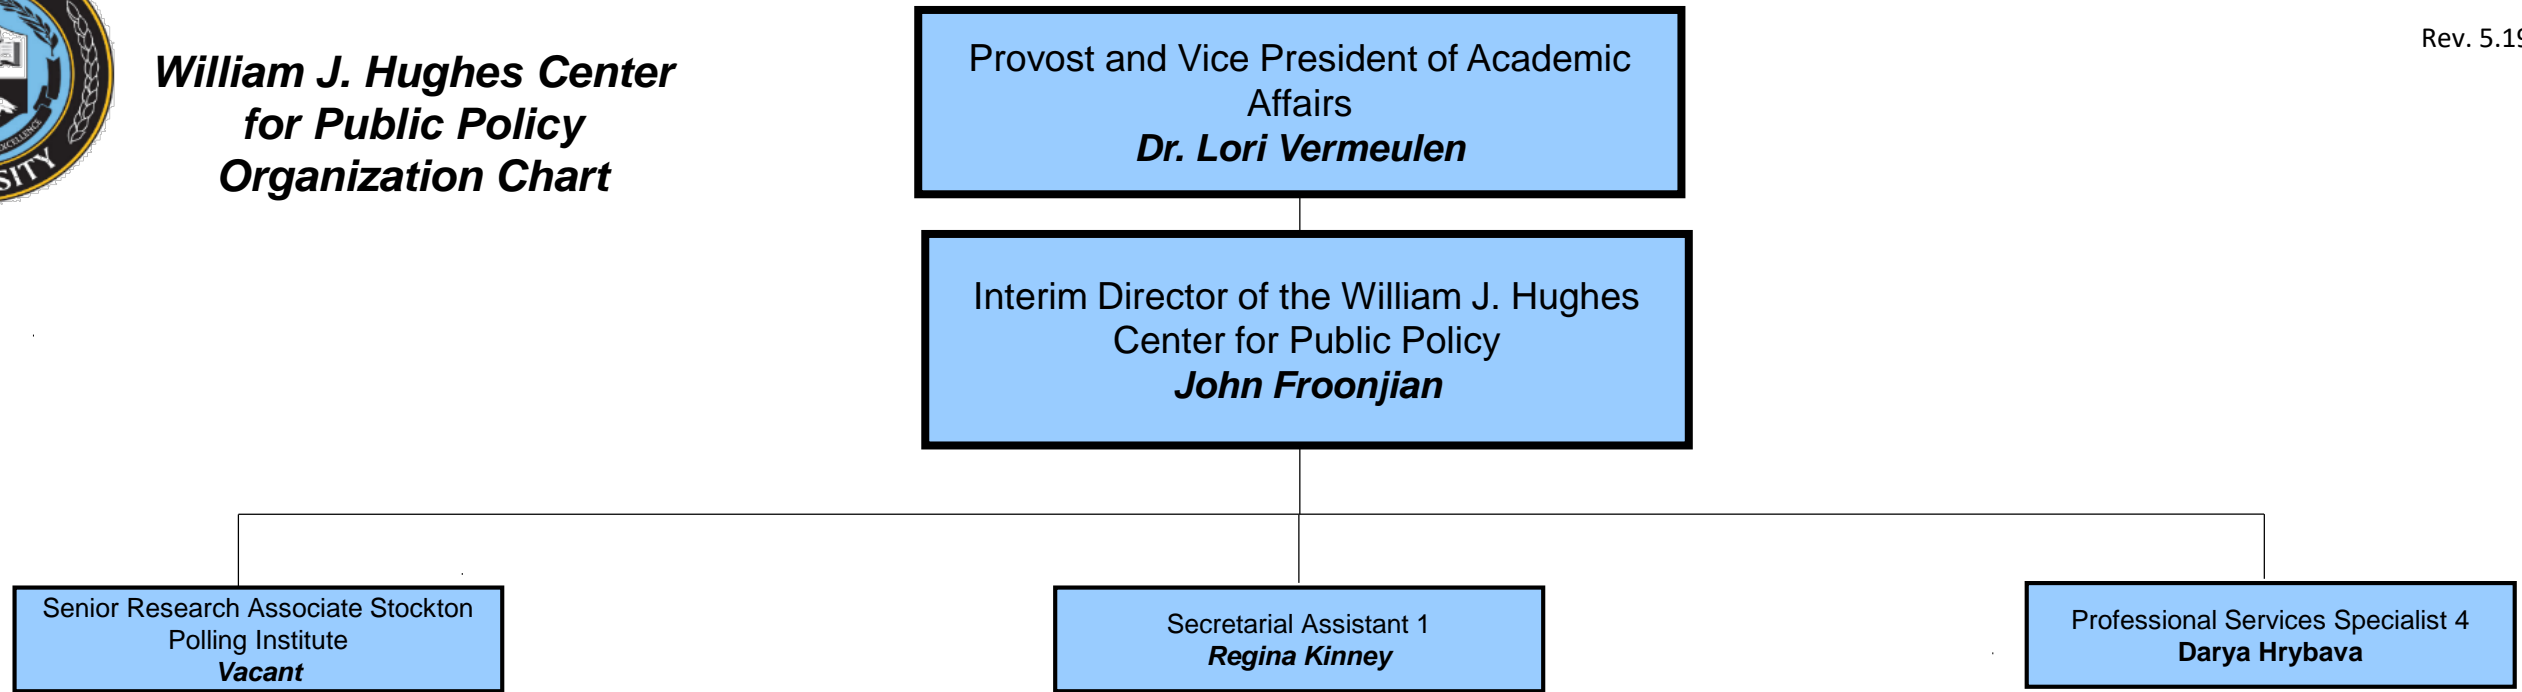 William J. Hughes Center
for Public Policy
Organization Chart
Rev. 5.19
Provost and Vice President of Academic
Affairs
Dr. Lori Vermeulen
Interim Director of the William J. Hughes
Center for Public Policy
John Froonjian
Senior Research Associate Stockton
Polling Institute
Vacant
Secretarial Assistant 1
Regina Kinney
Professional Services Specialist 4
Darya Hrybava
EXCELLENCE